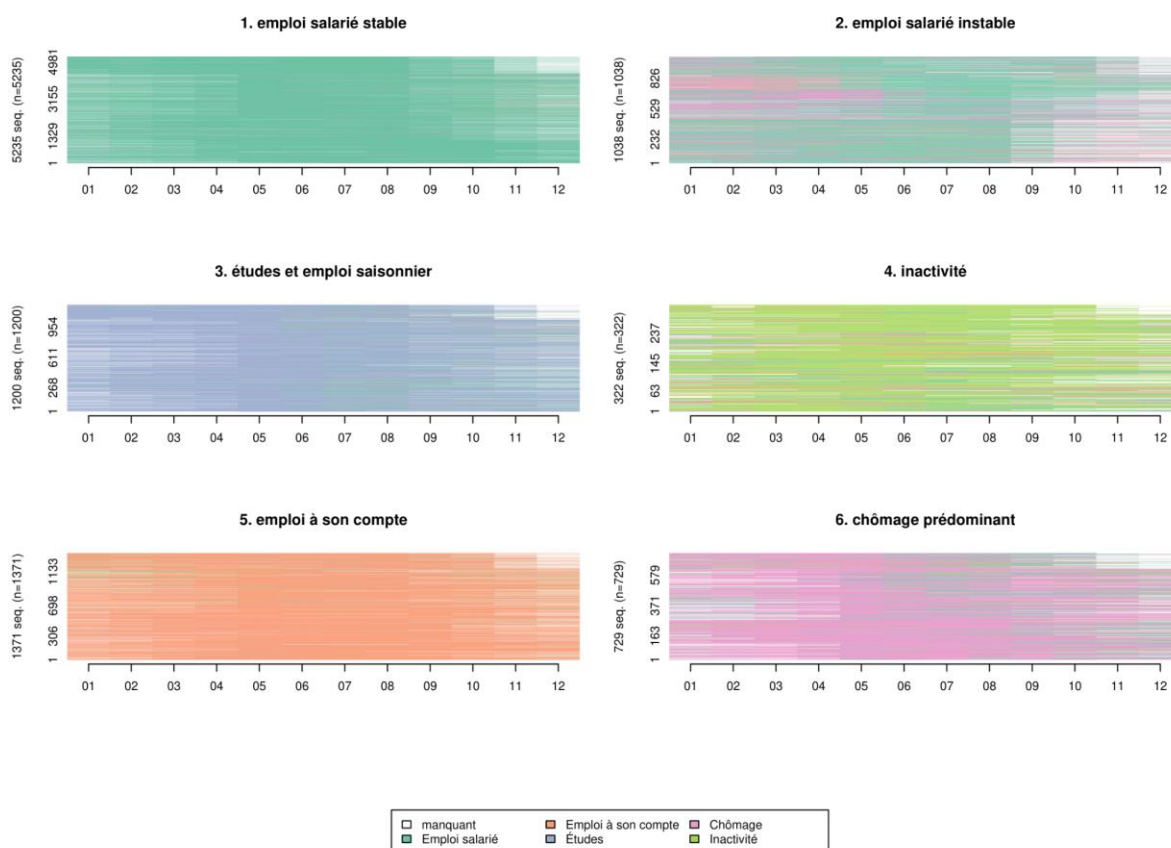 1. emploi salarié stable
5235 seq. (n=5235)
1 1329 3155 4981
01 02 03 04 05 06 07 08 09 10 11 12
2. emploi salarié instable
1038 seq. (n=1038)
1 232 529 826
01 02 03 04 05 06 07 08 09 10 11 12
3. études et emploi saisonnier
1200 seq. (n=1200)
1 268 611 954
01 02 03 04 05 06 07 08 09 10 11 12
4. inactivité
322 seq. (n=322)
1 63 145 237
01 02 03 04 05 06 07 08 09 10 11 12
5. emploi à son compte
1371 seq. (n=1371)
1 306 698 1133
01 02 03 04 05 06 07 08 09 10 11 12
6. chômage prédominant
729 seq. (n=729)
1 163 371 579
01 02 03 04 05 06 07 08 09 10 11 12
manquant Emploi à son compte Chômage
Emploi salarié Études Inactivité